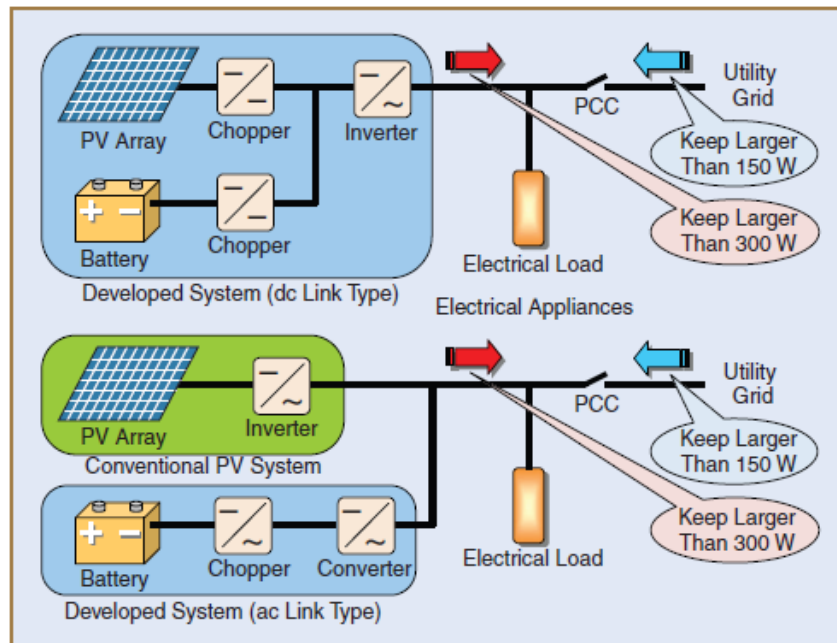 PV Array
Chopper
Inverter
PCC
Utility
Grid
Keep Larger
Than 150 W
Battery
Chopper
Keep Larger
Than 300 W
Electrical Load
Developed System (dc Link Type)
Electrical Appliances
PV Array
Inverter
PCC
Utility
Grid
Conventional PV System
Keep Larger
Than 150 W
Battery
Chopper
Converter
Electrical Load
Keep Larger
Than 300 W
Developed System (ac Link Type)